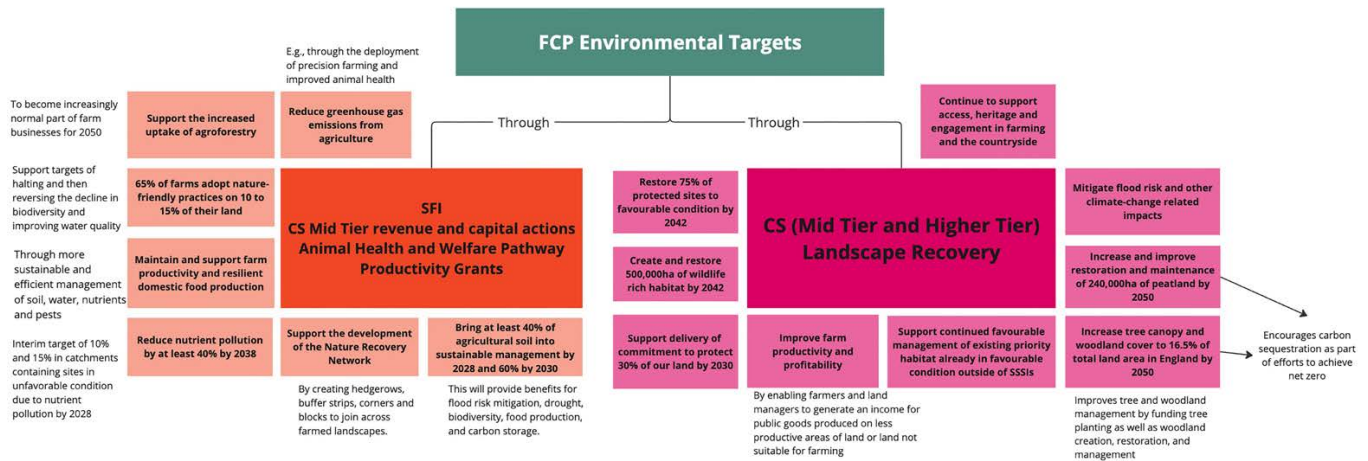 FCP Environmental Targets
E.g., through the deployment
of precision farming and
improved animal health
Through
Through
To become increasingly
normal part of farm
businesses for 2050
Support the increased
uptake of agroforestry
Reduce greenhouse gas
emissions from
agriculture
Continue to support
access, heritage and
engagement in farming
and the countryside
Support targets of
halting and then
reversing the decline in
biodiversity and
improving water quality
65% of farms adopt nature-
friendly practices on 10 to
15% of their land
SFI
CS Mid Tier revenue and capital actions
Animal Health and Welfare Pathway
Productivity Grants
Restore 75% of
protected sites to
favourable condition by
2042
CS (Mid Tier and Higher Tier)
Landscape Recovery
Mitigate flood risk and other
climate-change related
impacts
Through more
sustainable and
efficient management
of soil, water, nutrients
and pests
Maintain and support farm
productivity and resilient
domestic food production
Create and restore
500,000ha of wildlife
rich habitat by 2042
Increase and improve
restoration and maintenance
of 240,000ha of peatland by
2050
Interim target of 10%
and 15% in catchments
containing sites in
unfavorable condition
due to nutrient
pollution by 2028
Reduce nutrient pollution
by at least 40% by 2038
Support the development
of the Nature Recovery
Network
By creating hedgerows,
buffer strips, corners and
blocks to join across
farmed landscapes.
Bring at least 40% of
agricultural soil into
sustainable management by
2028 and 60% by 2030
This will provide benefits for
flood risk mitigation, drought,
biodiversity, food production,
and carbon storage.
Support delivery of
commitment to protect
30% of our land by 2030
Improve farm
productivity and
profitability
By enabling farmers and land
managers to generate an income for
public goods produced on less
productive areas of land or land not
suitable for farming
Support continued favourable
management of existing priority
habitat already in favourable
condition outside of SSSIs
Increase tree canopy and
woodland cover to 16.5% of
total land area in England by
2050
Improves tree and woodland
management by funding tree
planting as well as woodland
creation, restoration, and
management
Encourages carbon
sequestration as part
of efforts to achieve
net zero